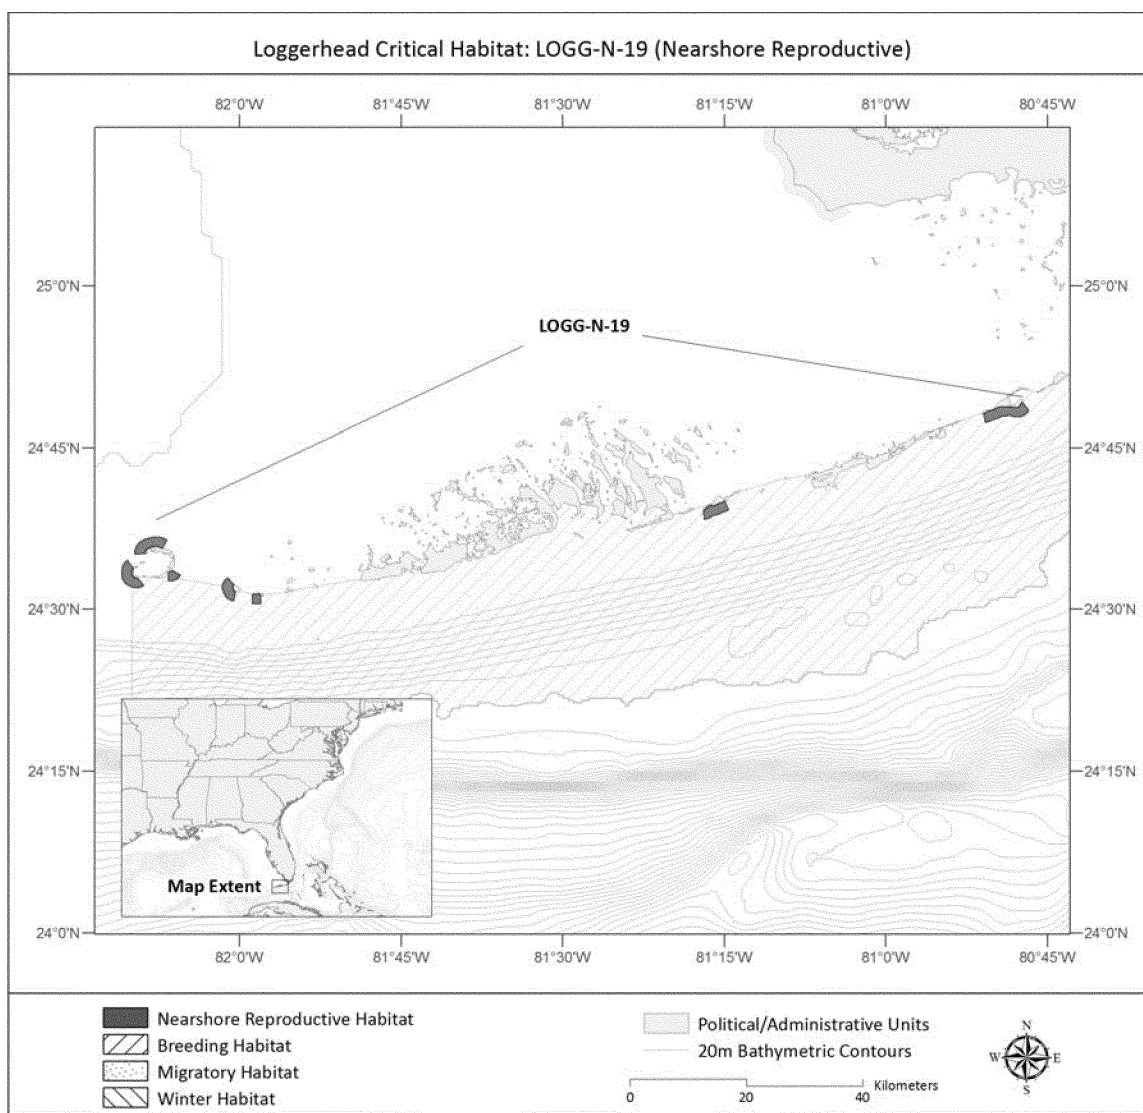 Loggerhead Critical Habitat: LOGG-N-19 (Nearshore Reproductive)
82°0'W 81°45'W 81°30'W 81°15'W 81°0'W 80°45'W
25°0'N 25°0'N
LOGG-N-19
24°45'N 24°45'N
24°30'N 24°30'N
24°15'N 24°15'N
Map Extent
24°0'N 24°0'N
82°0'W 81°45'W 81°30'W 81°15'W 81°0'W 80°45'W
Nearshore Reproductive Habitat
Breeding Habitat
Migratory Habitat
Winter Habitat
Political/Administrative Units
20m Bathymetric Contours
Kilometers
0 20 40
N
W E
S